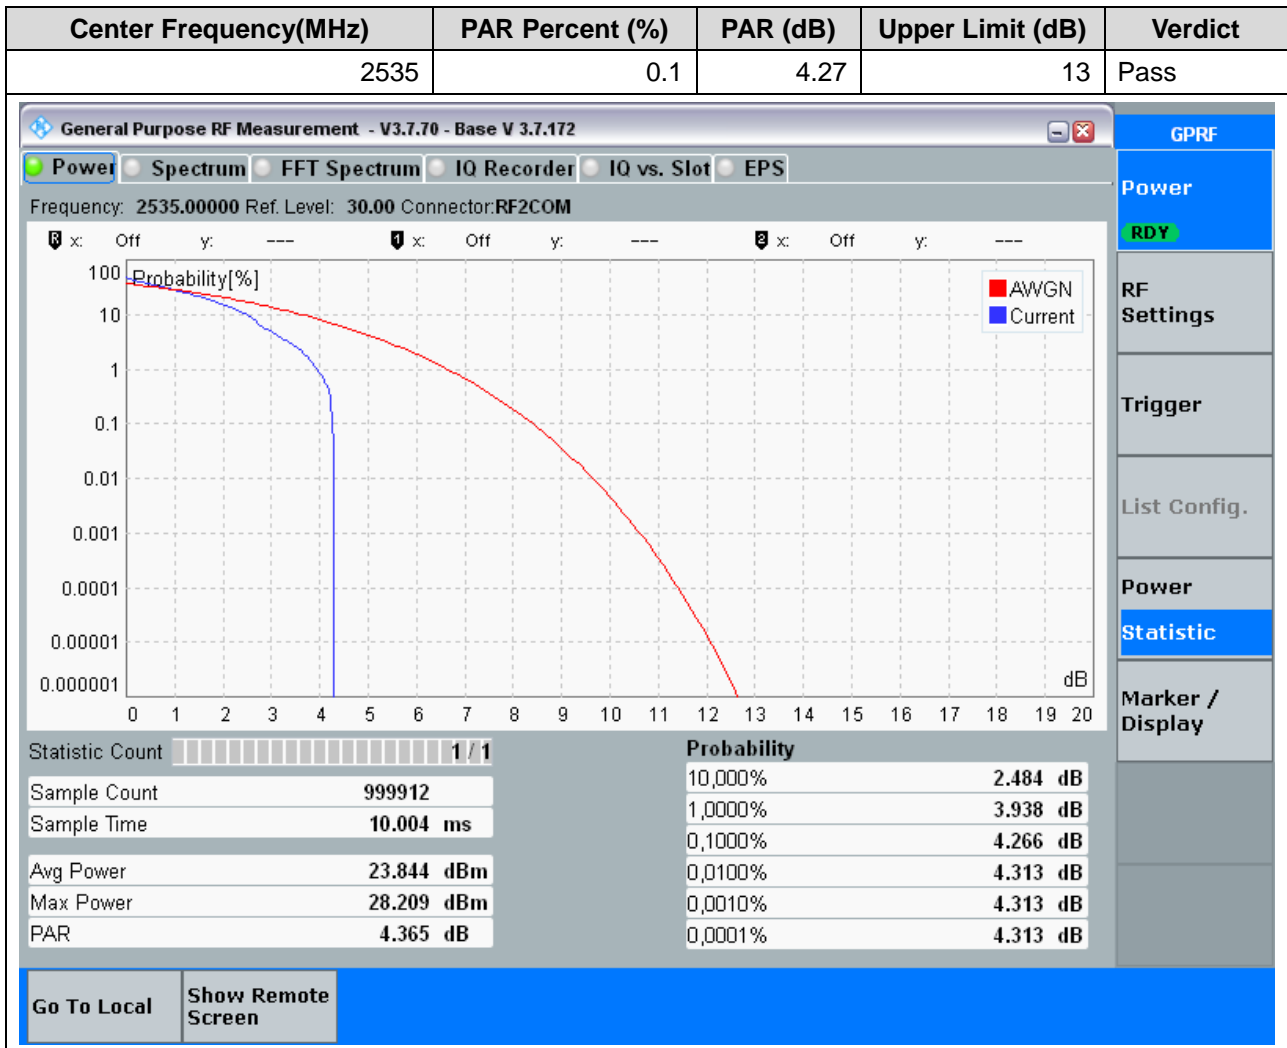 Center Frequency(MHz) PAR Percent (%) PAR (dB) Upper Limit (dB) Verdict
2535 0.1 4.27 13 Pass
General Purpose RF Measurement - V3.7.70 - Base V 3.7.172
GPRF
Power Spectrum FFT Spectrum IQ Recorder IQ vs. Slot EPS
Power
RDY
Frequency: 2535.00000 Ref. Level: 30.00 Connector:RF2COM
R x: Off y: --- 1 x: Off y: --- 2 x: Off y: ---
Probability[%]
AWGN
Current
100
10
1
0.1
0.01
0.001
0.0001
0.00001
0.000001
dB
0 1 2 3 4 5 6 7 8 9 10 11 12 13 14 15 16 17 18 19 20
RF
Settings
Trigger
List Config.
Power
Statistic
Marker /
Display
Statistic Count 1 / 1
Sample Count 999912
Sample Time 10.004 ms
Avg Power 23.844 dBm
Max Power 28.209 dBm
PAR 4.365 dB
Probability
10,000% 2.484 dB
1,0000% 3.938 dB
0,1000% 4.266 dB
0,0100% 4.313 dB
0,0010% 4.313 dB
0,0001% 4.313 dB
Go To Local
Show Remote
Screen